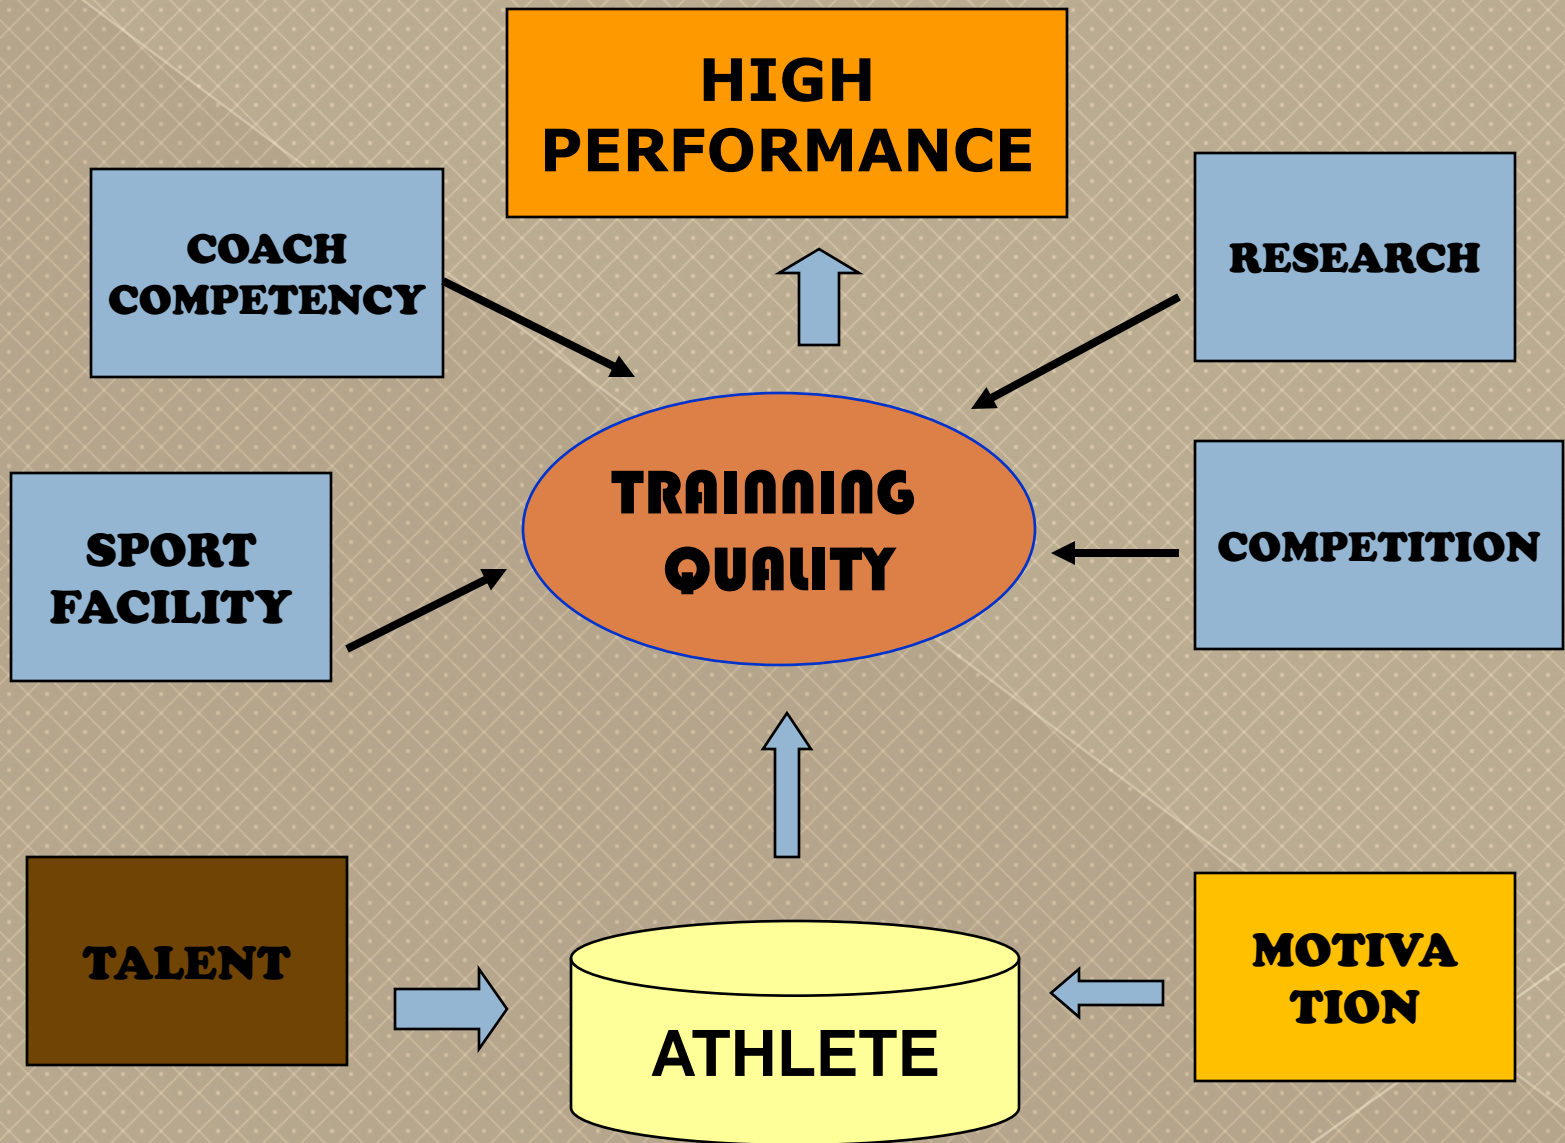 HIGH
PERFORMANCE
COACH
COMPETENCY
RESEARCH
TRAINNING
QUALITY
SPORT
FACILITY
COMPETITION
TALENT
ATHLETE
MOTIVA
TION